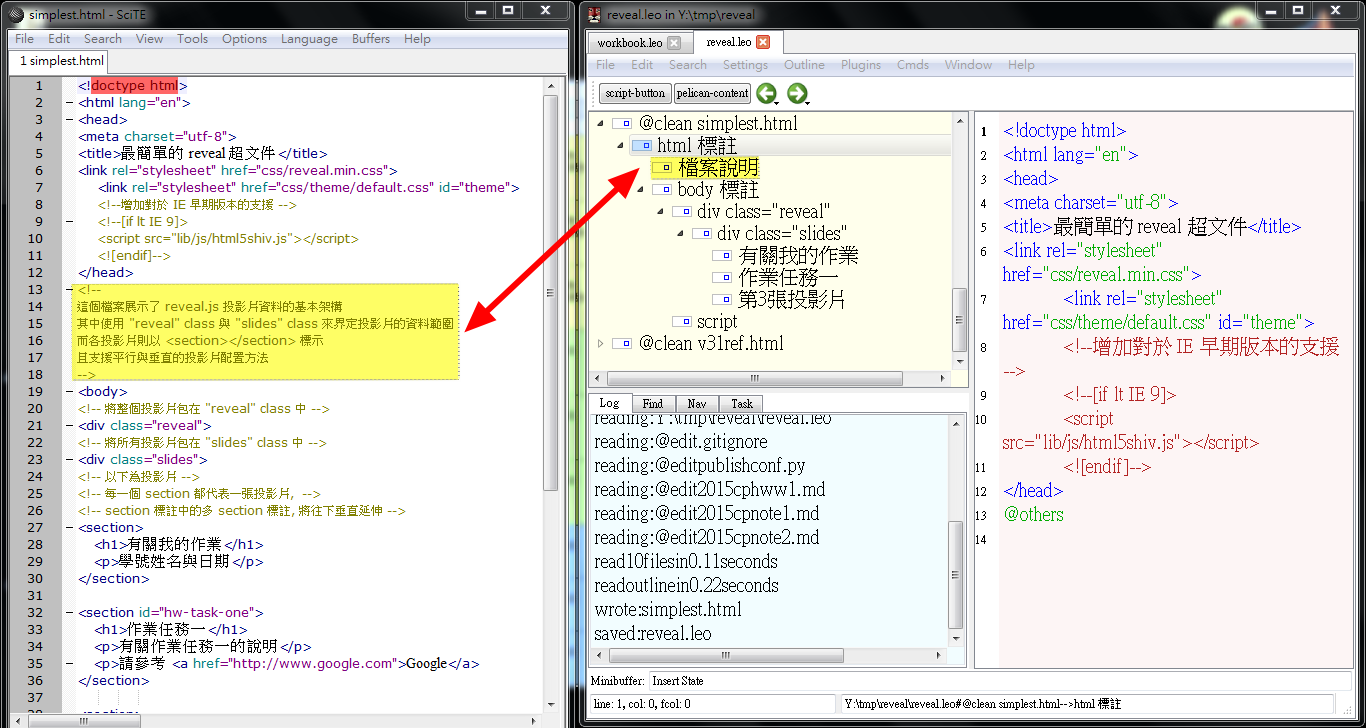 simplest.html - SciTE
File Edit Search View Tools Options Language Buffers Help
1 simplest.html
1 <!doctype html>
2 <html lang="en">
3 <head>
4 <meta charset="utf-8">
5 <title>最簡單的 reveal 超文件</title>
6 <link rel="stylesheet" href="css/reveal.min.css">
7 <link rel="stylesheet" href="css/theme/default.css" id="theme">
8 <!--增加對於 IE 早期版本的支援 -->
9 <!--[if lt IE 9]>
10 <script src="lib/js/html5shiv.js"></script>
11 <![endif]-->
12 </head>
13 <!--
14 這個檔案展示了 reveal.js 投影片資料的基本架構
15 其中使用 "reveal" class 與 "slides" class 來界定投影片的資料範圍
16 而各投影片則以 <section></section> 標示
17 且支援平行與垂直的投影片配置方法
18 -->
19 <body>
20 <!-- 將整個投影片包在 "reveal" class 中 -->
21 <div class="reveal">
22 <!-- 將所有投影片包在 "slides" class 中 -->
23 <div class="slides">
24 <!-- 以下為投影片 -->
25 <!-- 每一個 section 都代表一張投影片, -->
26 <!-- section 標註中的多 section 標註, 將往下垂直延伸 -->
27 <section>
28 <h1>有關我的作業</h1>
29 <p>學號姓名與日期</p>
30 </section>
31
32 <section id="hw-task-one">
33 <h1>作業任務一</h1>
34 <p>有關作業任務一的說明</p>
35 <p>請參考 <a href="http://www.google.com">Google</a>
36 </section>
37
38 <section>
reveal.leo in Y:\tmp\reveal
workbook.leo reveal.leo
File Edit Search Settings Outline Plugins Cmds Window Help
script-button pelican-content
@clean simplest.html
html 標註
檔案說明
body 標註
div class="reveal"
div class="slides"
有關我的作業
作業任務一
第3張投影片
script
@clean v31ref.html
Log Find Nav Task
reading:Y:\tmp\reveal\reveal.leo
reading:@edit.gitignore
reading:@editpublishconf.py
reading:@edit2015cphww1.md
reading:@edit2015cpnote1.md
reading:@edit2015cpnote2.md
read10filesin0.11seconds
readoutlinein0.22seconds
wrote:simplest.html
saved:reveal.leo
1 <!doctype html>
2 <html lang="en">
3 <head>
4 <meta charset="utf-8">
5 <title>最簡單的 reveal 超文件</title>
6 <link rel="stylesheet"
href="css/reveal.min.css">
7 <link rel="stylesheet"
href="css/theme/default.css" id="theme">
8 <!--增加對於 IE 早期版本的支援
-->
9 <!--[if lt IE 9]>
10 <script
src="lib/js/html5shiv.js"></script>
11 <![endif]-->
12 </head>
13 @others
14
Minibuffer: Insert State
line: 1, col: 0, fcol: 0
Y:\tmp\reveal\reveal.leo#@clean simplest.html-->html 標註